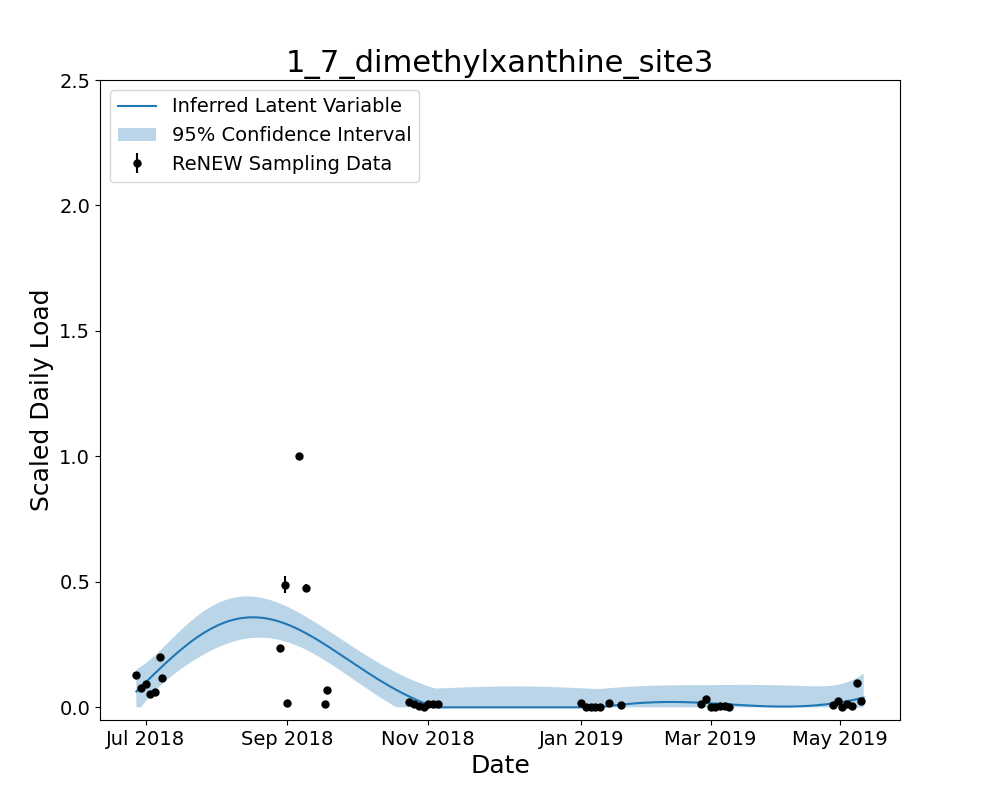 1_7_dimethylxanthine_site3
2.5
2.0
1.5
1.0
0.5
0.0
Scaled Daily Load
Inferred Latent Variable
95% Confidence Interval
ReNEW Sampling Data
Jul 2018 Sep 2018 Nov 2018 Jan 2019 Mar 2019 May 2019
Date